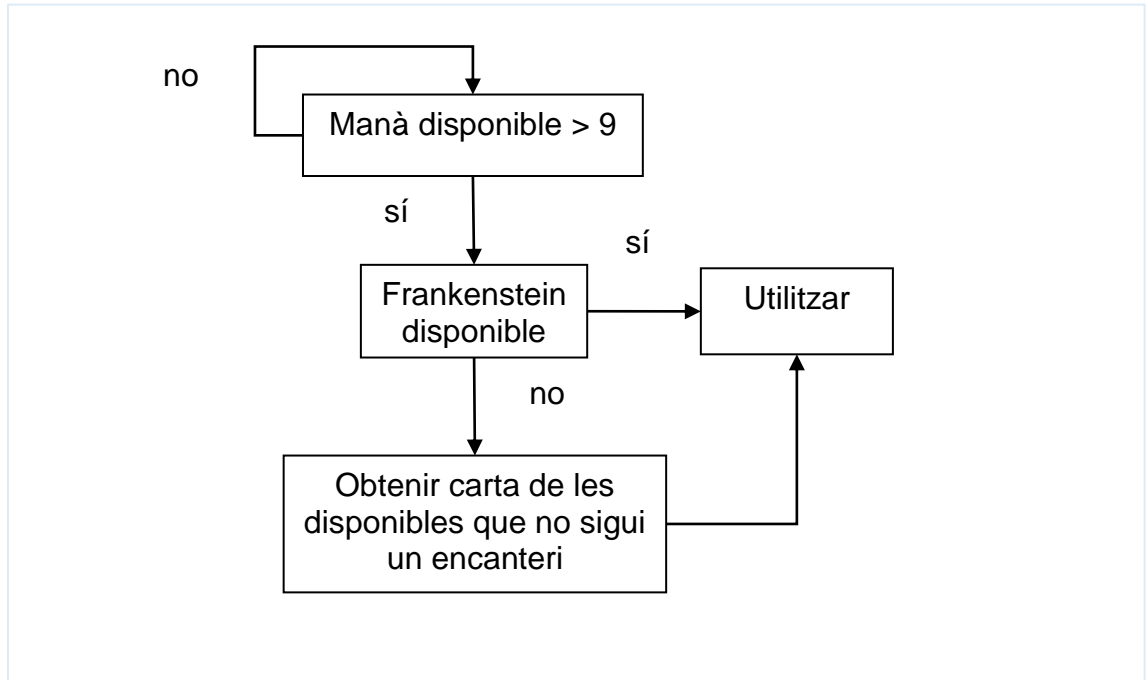 no
Manà disponible > 9
sí
sí
Frankenstein
disponible
Utilitzar
no
Obtenir carta de les
disponibles que no sigui
un encanteri